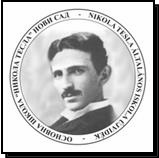 ОСНОВНА ШКОЛА "НИКОЛА ТЕСЛА" НОВИ САД
NIKOLA TESLA ÁLTALÁNOS ISKOLA ÚJVIDÉK